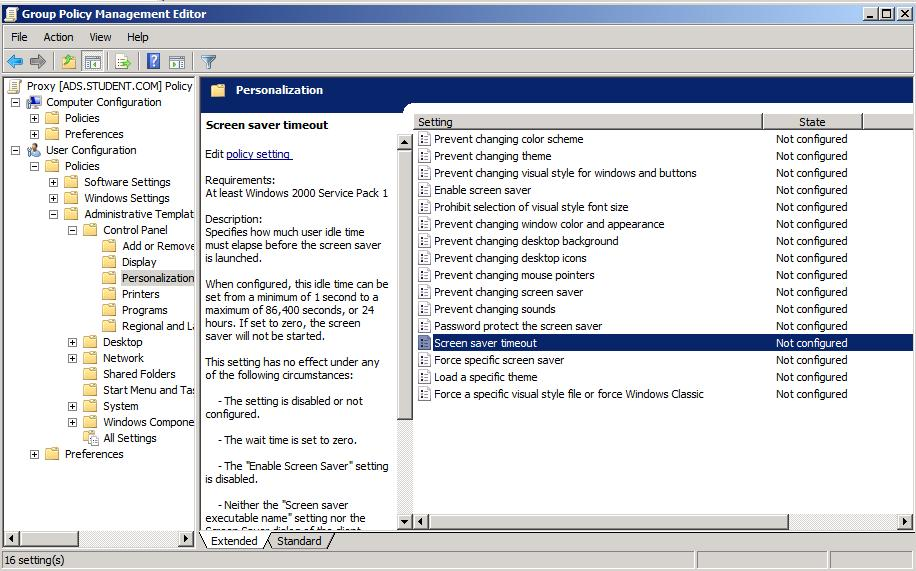 Group Policy Management Editor
File Action View Help
Proxy [ADS.STUDENT.COM] Policy
Computer Configuration
Policies
Preferences
User Configuration
Policies
Software Settings
Windows Settings
Administrative Templat
Control Panel
Add or Remove
Display
Personalization
Printers
Programs
Regional and L
Desktop
Network
Shared Folders
Start Menu and Ta
System
Windows Compone
All Settings
Preferences
Personalization
Screen saver timeout
Edit policy setting
Requirements:
At least Windows 2000 Service Pack 1
Description:
Specifies how much user idle time
must elapse before the screen saver
is launched.
When configured, this idle time can be
set from a minimum of 1 second to a
maximum of 86,400 seconds, or 24
hours. If set to zero, the screen
saver will not be started.
This setting has no effect under any
of the following circumstances:
- The setting is disabled or not
configured.
- The wait time is set to zero.
- The "Enable Screen Saver" setting
is disabled.
- Neither the "Screen saver
executable name" setting nor the
Screen Saver dialog of the client
Setting State
Prevent changing color scheme Not configured
Prevent changing theme Not configured
Prevent changing visual style for windows and buttons Not configured
Enable screen saver Not configured
Prohibit selection of visual style font size Not configured
Prevent changing window color and appearance Not configured
Prevent changing desktop background Not configured
Prevent changing desktop icons Not configured
Prevent changing mouse pointers Not configured
Prevent changing screen saver Not configured
Prevent changing sounds Not configured
Password protect the screen saver Not configured
Screen saver timeout Not configured
Force specific screen saver Not configured
Load a specific theme Not configured
Force a specific visual style file or force Windows Classic Not configured
Extended Standard
16 setting(s)